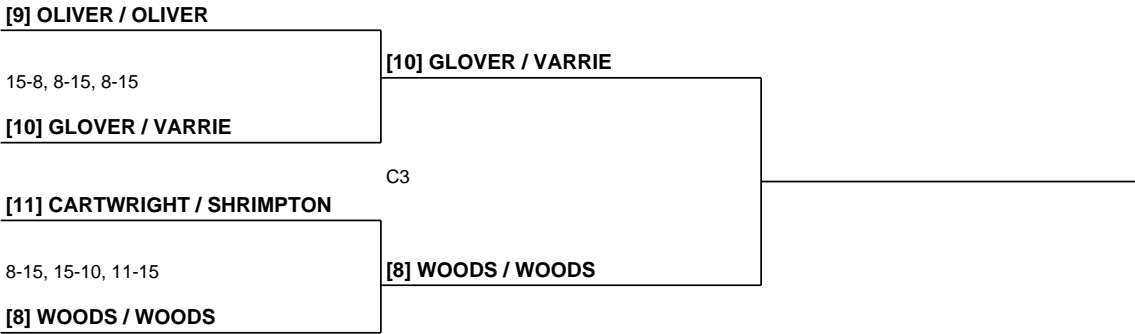 [9] OLIVER / OLIVER
[10] GLOVER / VARRIE
15-8, 8-15, 8-15
[10] GLOVER / VARRIE
C3
[11] CARTWRIGHT / SHRIMPTON
8-15, 15-10, 11-15
[8] WOODS / WOODS
[8] WOODS / WOODS